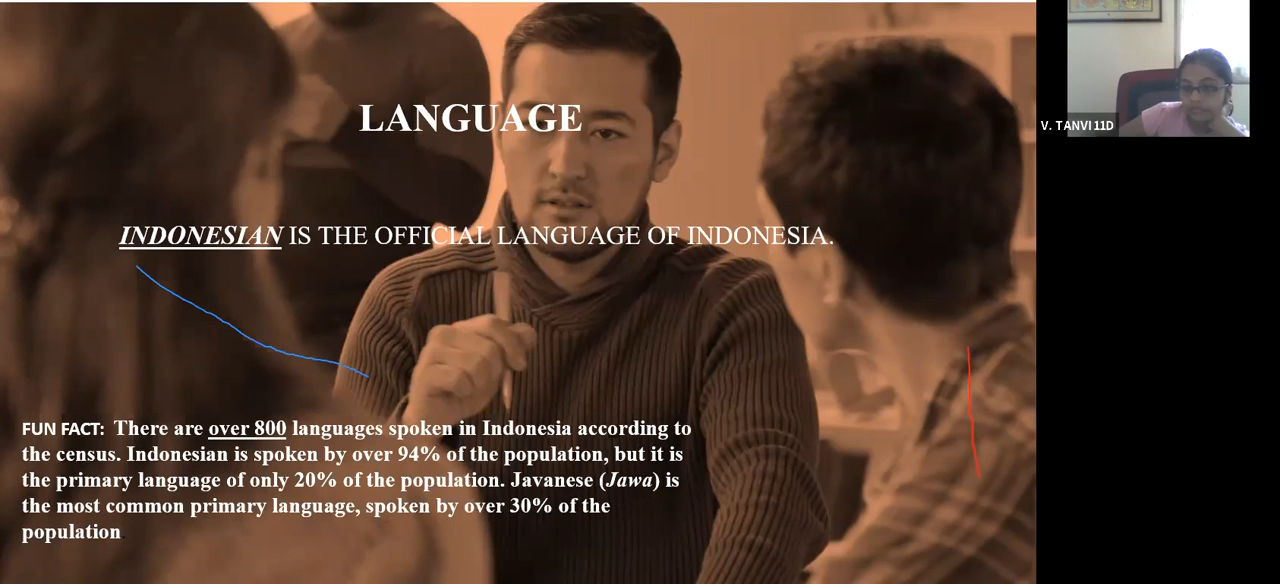 LANGUAGE
INDONESIAN IS THE OFFICIAL LANGUAGE OF INDONESIA.
FUN FACT: There are over 800 languages spoken in Indonesia according to
the census. Indonesian is spoken by over 94% of the population, but it is
the primary language of only 20% of the population. Javanese (Jawa) is
the most common primary language, spoken by over 30% of the
population
V. TANVI 11D